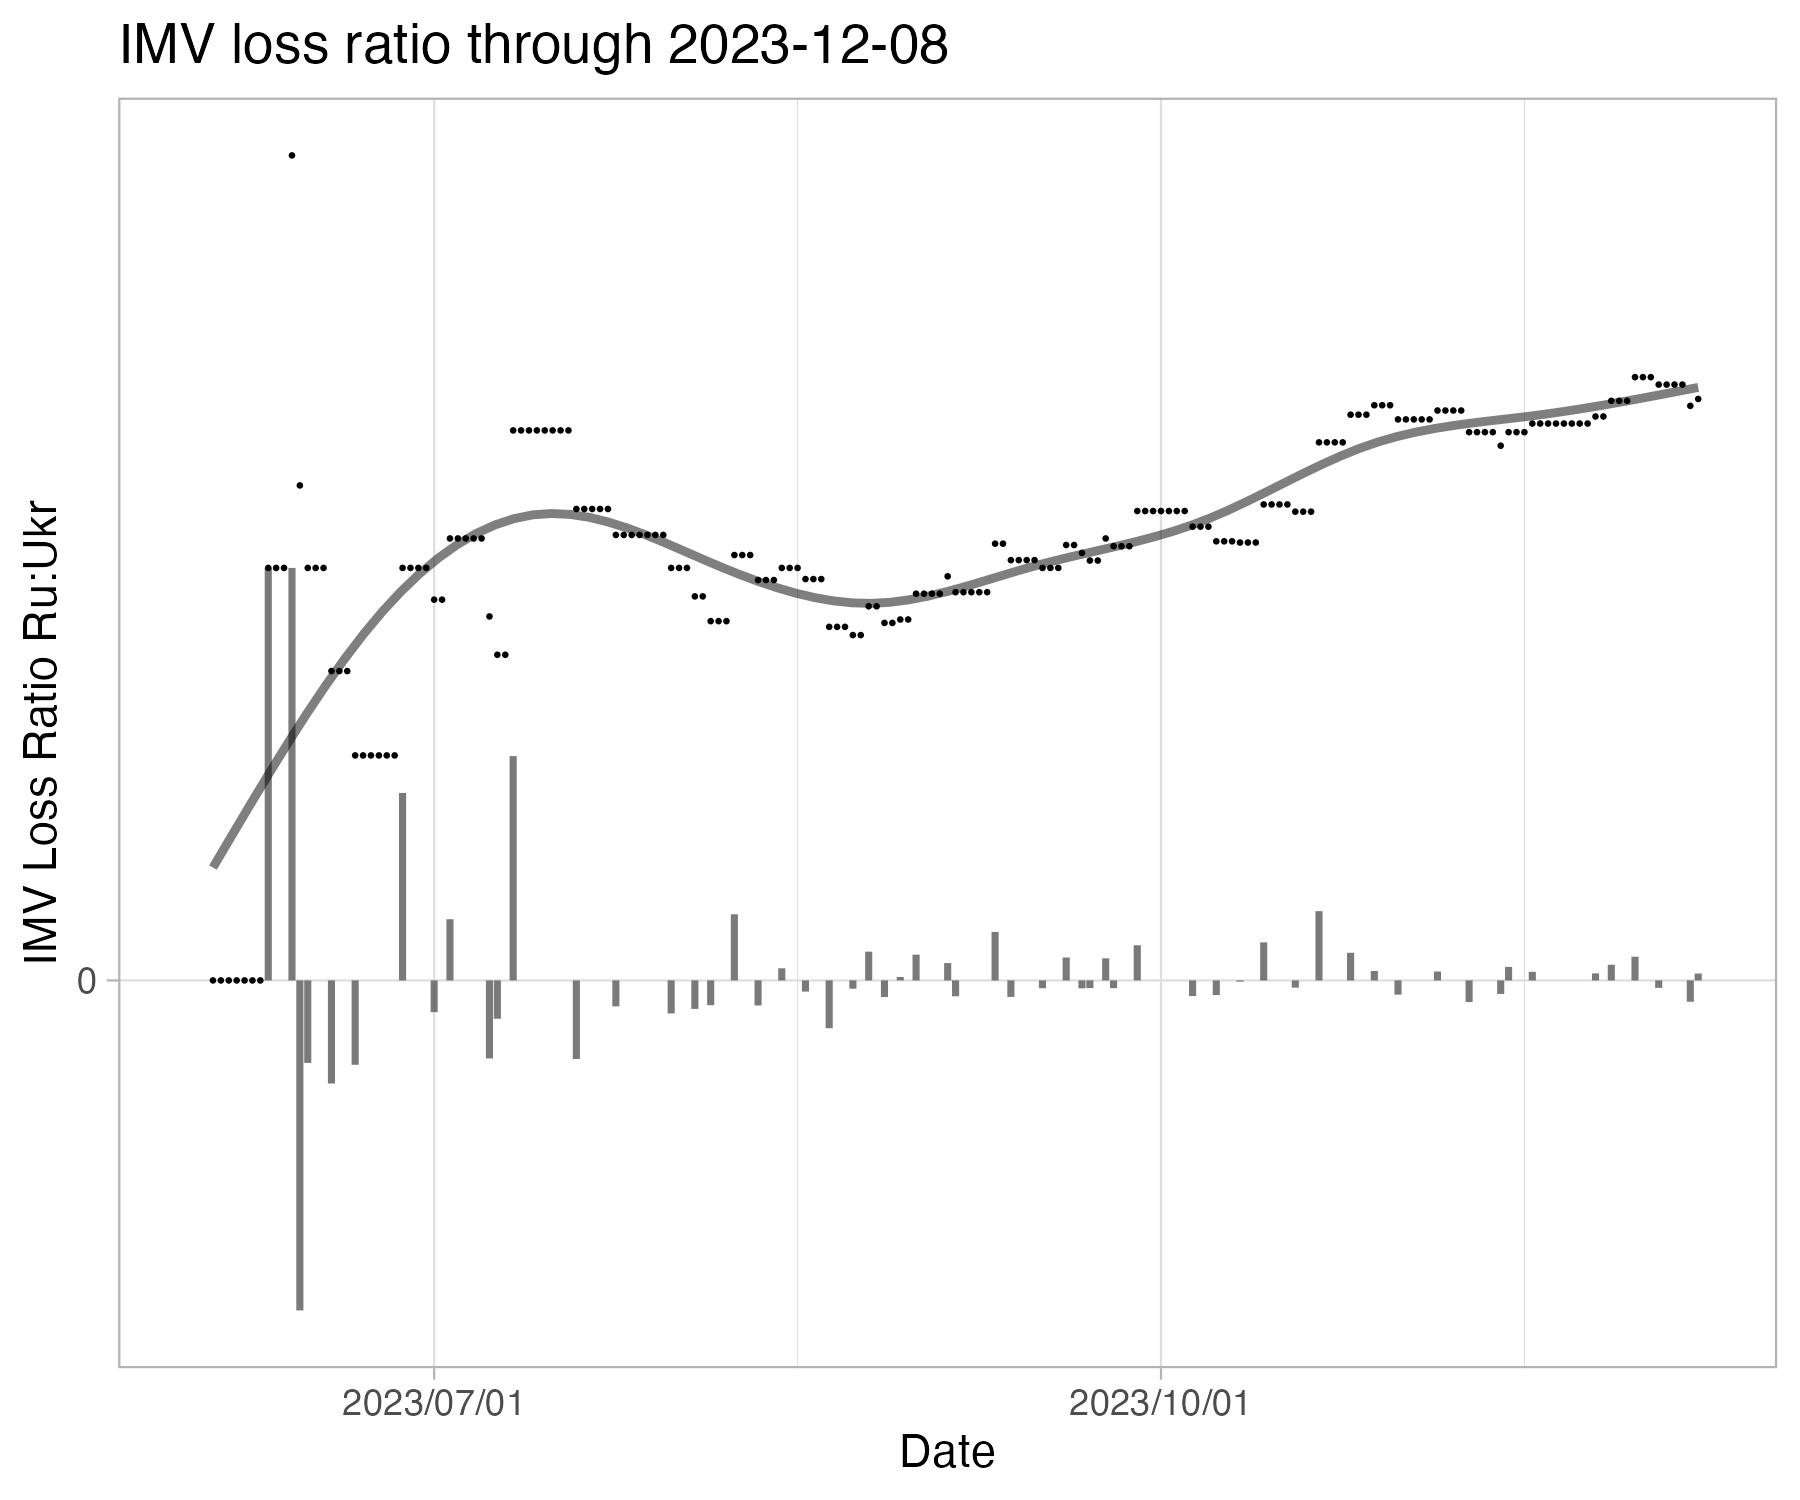 IMV loss ratio through 2023-12-08
IMV Loss Ratio Ru:Ukr
0
2023/07/01
2023/10/01
Date